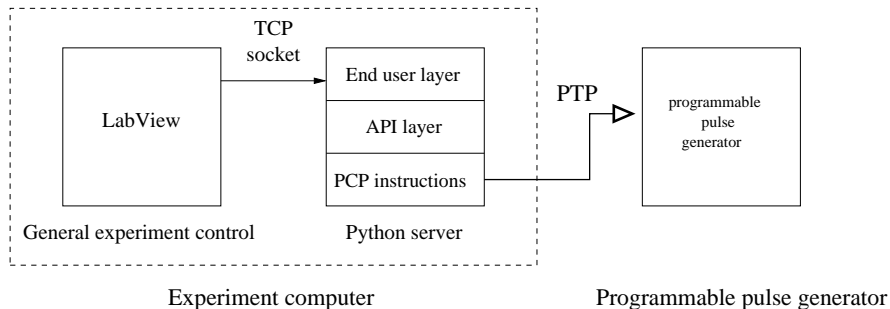 TCP
socket
LabView
End user layer
API layer
PCP instructions
PTP
programmable
pulse
generator
General experiment control
Python server
Experiment computer
Programmable pulse generator